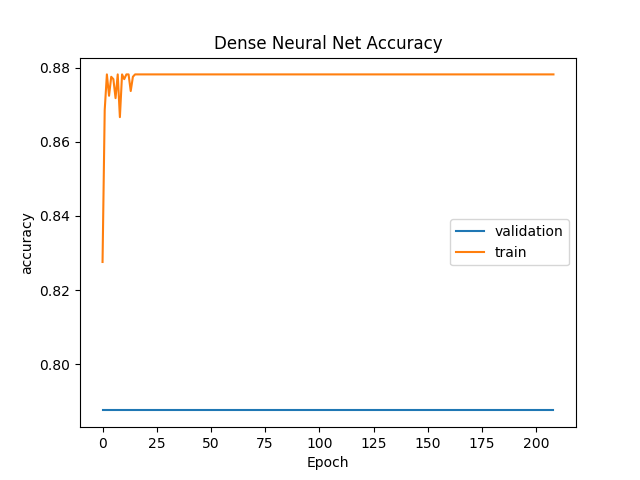 Dense Neural Net Accuracy
0.88
0.86
0.84
0.82
0.80
accuracy
validation
train
0 25 50 75 100 125 150 175 200
Epoch